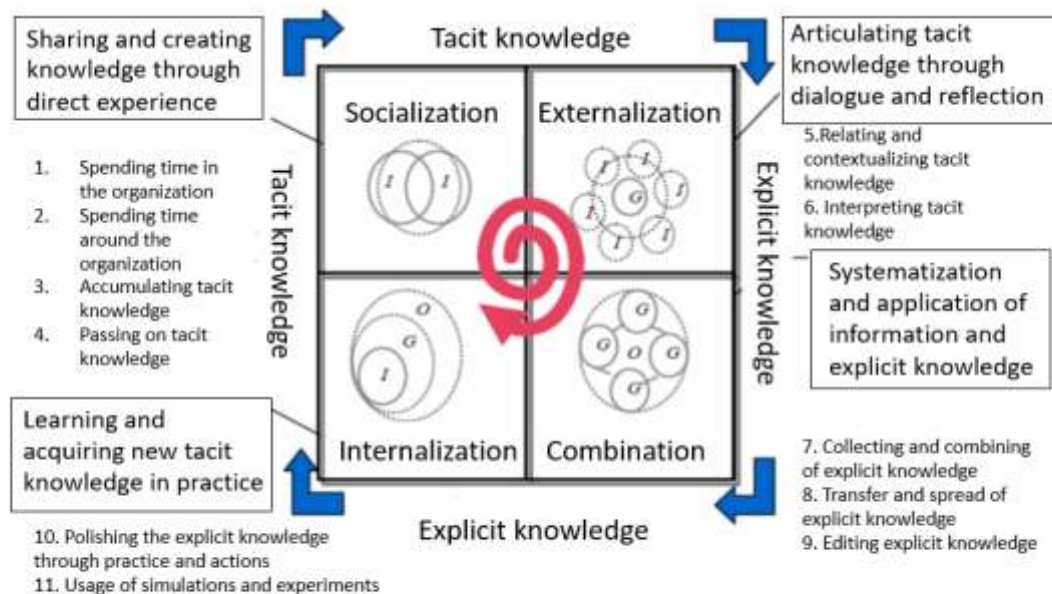 Sharing and creating
knowledge through
direct experience
Tacit knowledge
Articulating tacit
knowledge through
dialogue and reflection
1. Spending time in
the organization
2. Spending time
around the
organization
3. Accumulating tacit
knowledge
4. Passing on tacit
knowledge
Tacit knowledge
Socialization
I I
Externalization
I I I I I I I
G
Explicit knowledge
5.Relating and
contextualizing tacit
knowledge
6. Interpreting tacit
knowledge
Systematization
and application of
information and
explicit knowledge
O
G
I
Internalization
G
G O G
G
Combination
Learning and
acquiring new tacit
knowledge in practice
Explicit knowledge
7. Collecting and combining
of explicit knowledge
8. Transfer and spread of
explicit knowledge
9. Editing explicit knowledge
10. Polishing the explicit knowledge
through practice and actions
11. Usage of simulations and experiments